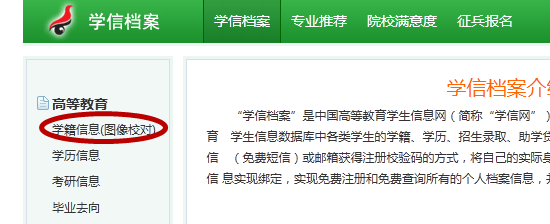 学信档案 学信档案 专业推荐 院校满意度 征兵报名
高等教育
学籍信息(图像校对)
学历信息
考研信息
毕业去向
学信档案介
“学信档案”是中国高等教育学生信息网（简称“学信网”）
育 学生信息数据库中各类学生的学籍、学历、招生录取、助学贷
信 （免费短信）或邮箱获得注册校验码的方式，将自己的实际身
信 息实现绑定，实现免费注册和免费查询所有的个人档案信息，